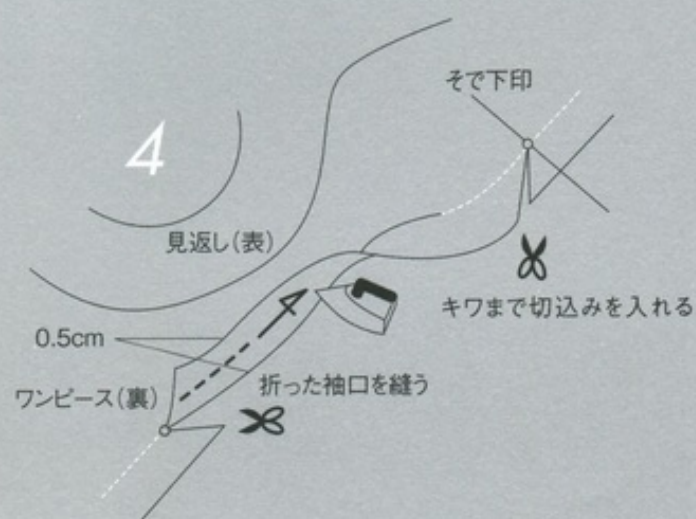 そで下印
4
見返し(表)
キワまで切込みを入れる
0.5cm
折った袖口を縫う
ワンピース(裏)